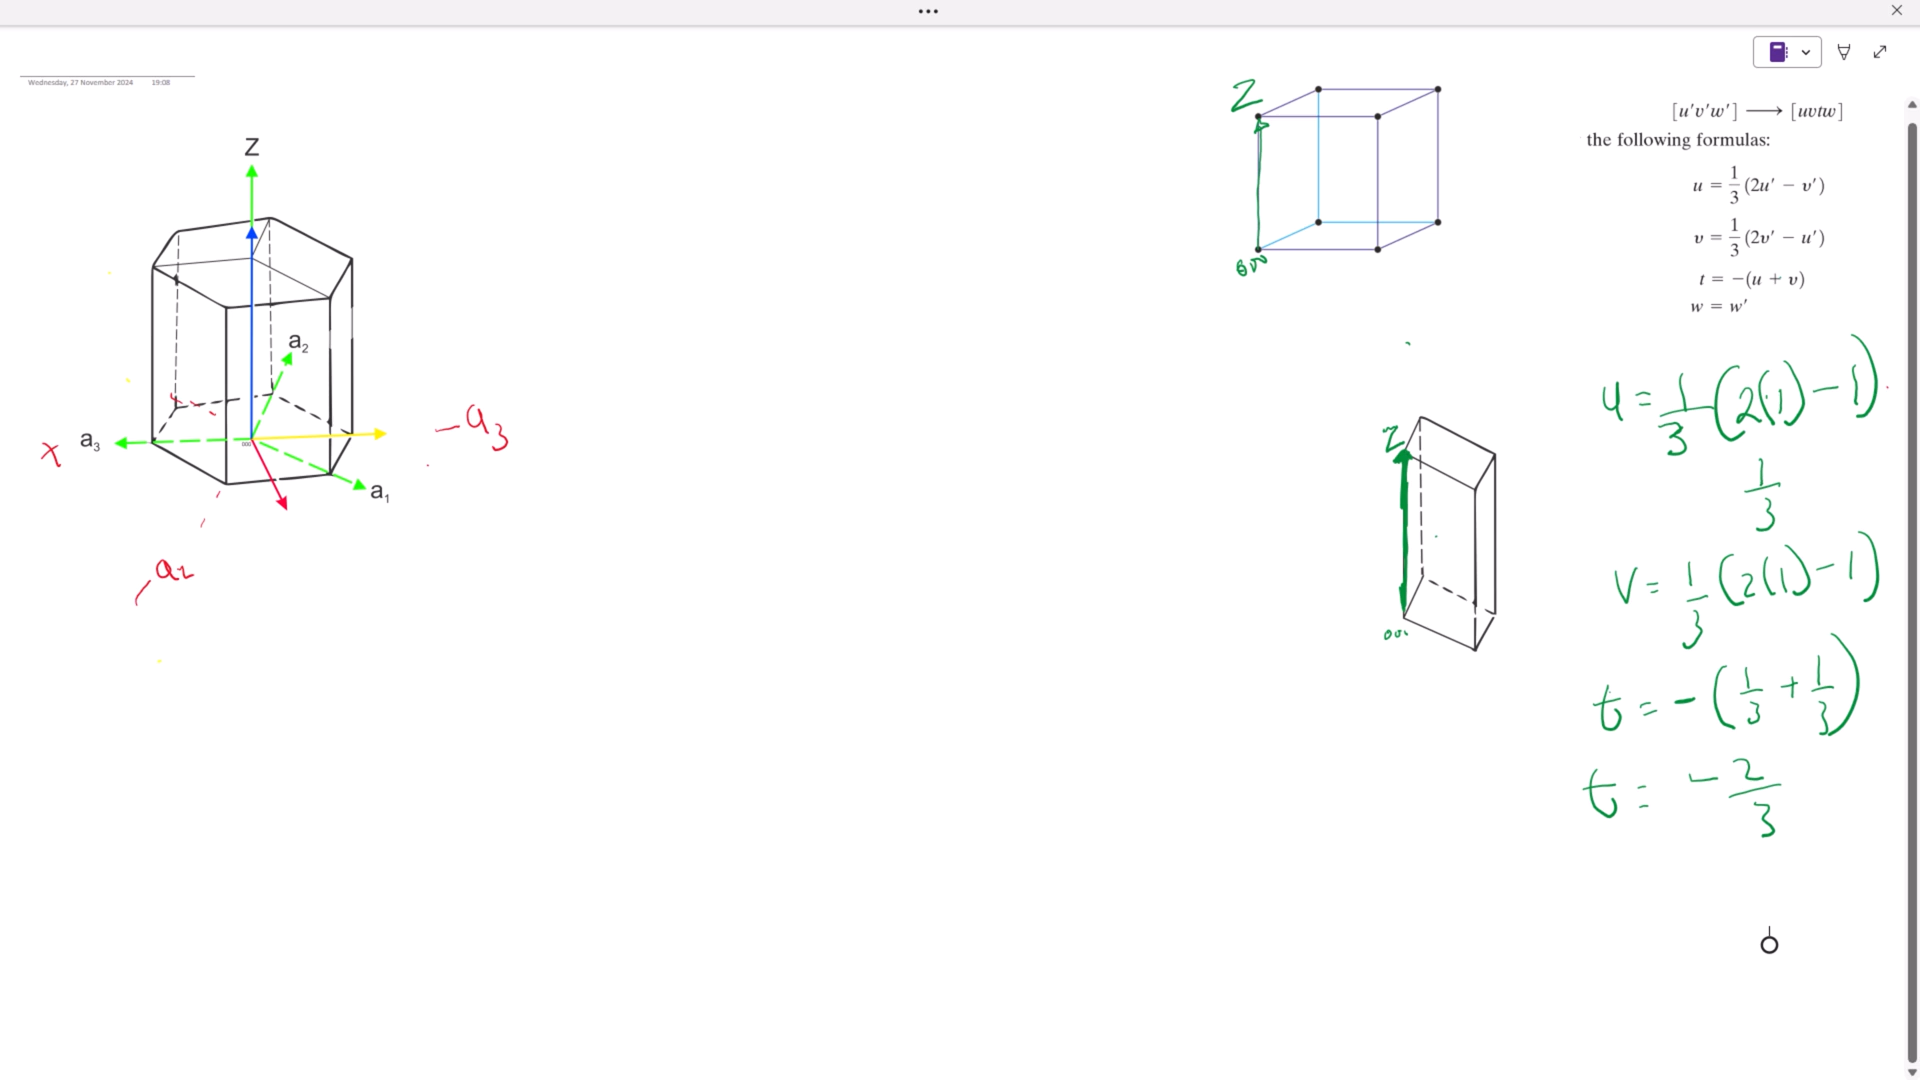 Wednesday, 27 November 2024 19:08
Z
a2
a3
a1
000
x
-a3
-a2
Z
000
Z
000
[u'v'w'] ⟶ [uvtw]
the following formulas:
u = 1/3 (2u' − v')
v = 1/3 (2v' − u')
t = −(u + v)
w = w'
u = 1/3 (2(1) − 1)
1/3
v = 1/3 (2(1) − 1)
t = −(1/3 + 1/3)
t = −2/3